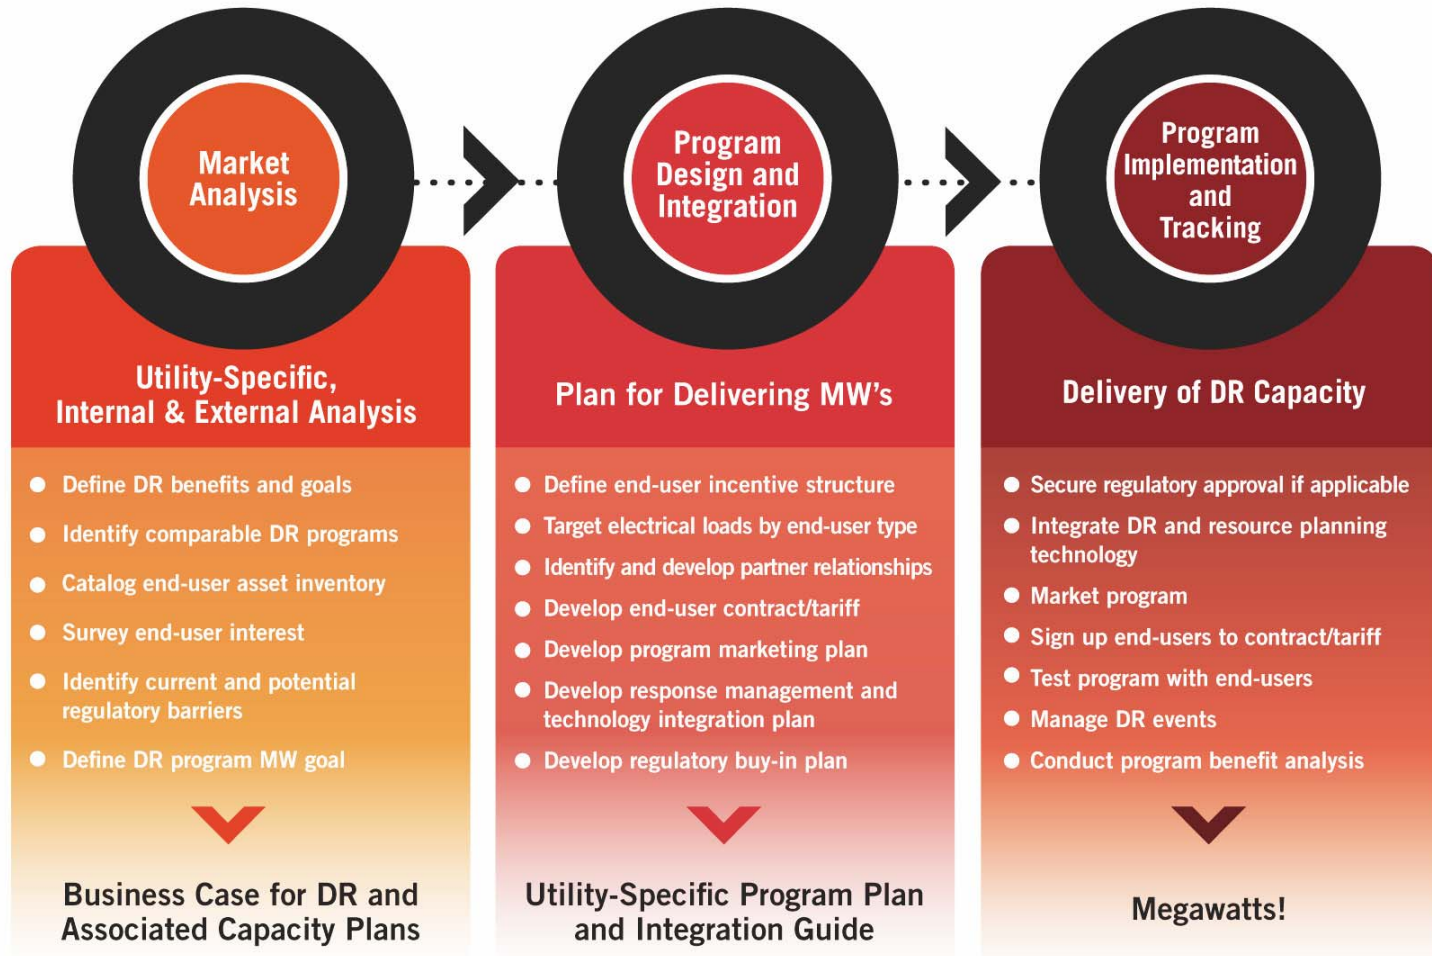 Market
Analysis
Program
Design and
Integration
Program
Implementation
and
Tracking
Utility-Specific,
Internal & External Analysis
Define DR benefits and goals
Identify comparable DR programs
Catalog end-user asset inventory
Survey end-user interest
Identify current and potential
regulatory barriers
Define DR program MW goal
Business Case for DR and
Associated Capacity Plans
Plan for Delivering MW's
Define end-user incentive structure
Target electrical loads by end-user type
Identify and develop partner relationships
Develop end-user contract/tariff
Develop program marketing plan
Develop response management and
technology integration plan
Develop regulatory buy-in plan
Utility-Specific Program Plan
and Integration Guide
Delivery of DR Capacity
Secure regulatory approval if applicable
Integrate DR and resource planning
technology
Market program
Sign up end-users to contract/tariff
Test program with end-users
Manage DR events
Conduct program benefit analysis
Megawatts!